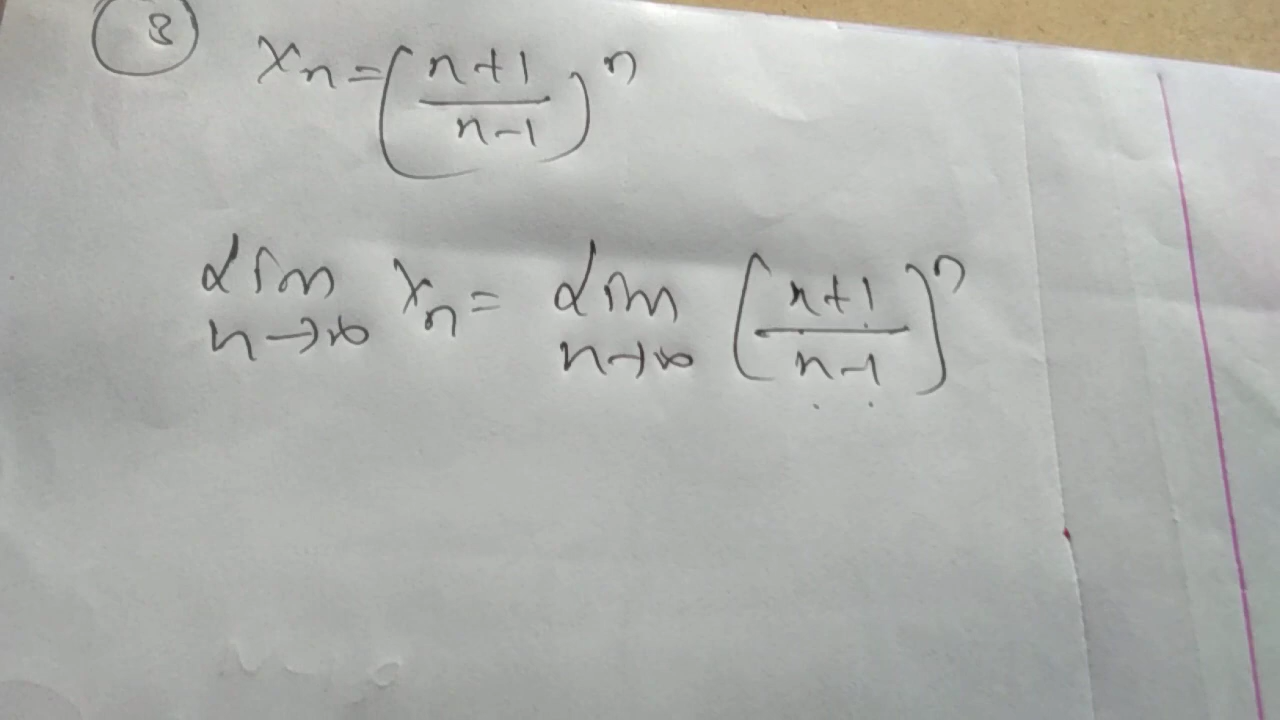 8 xₙ = ((n+1)/(n-1))ⁿ
lim xₙ = lim [(n+1)/(n-1)]ⁿ
n→∞ n→∞